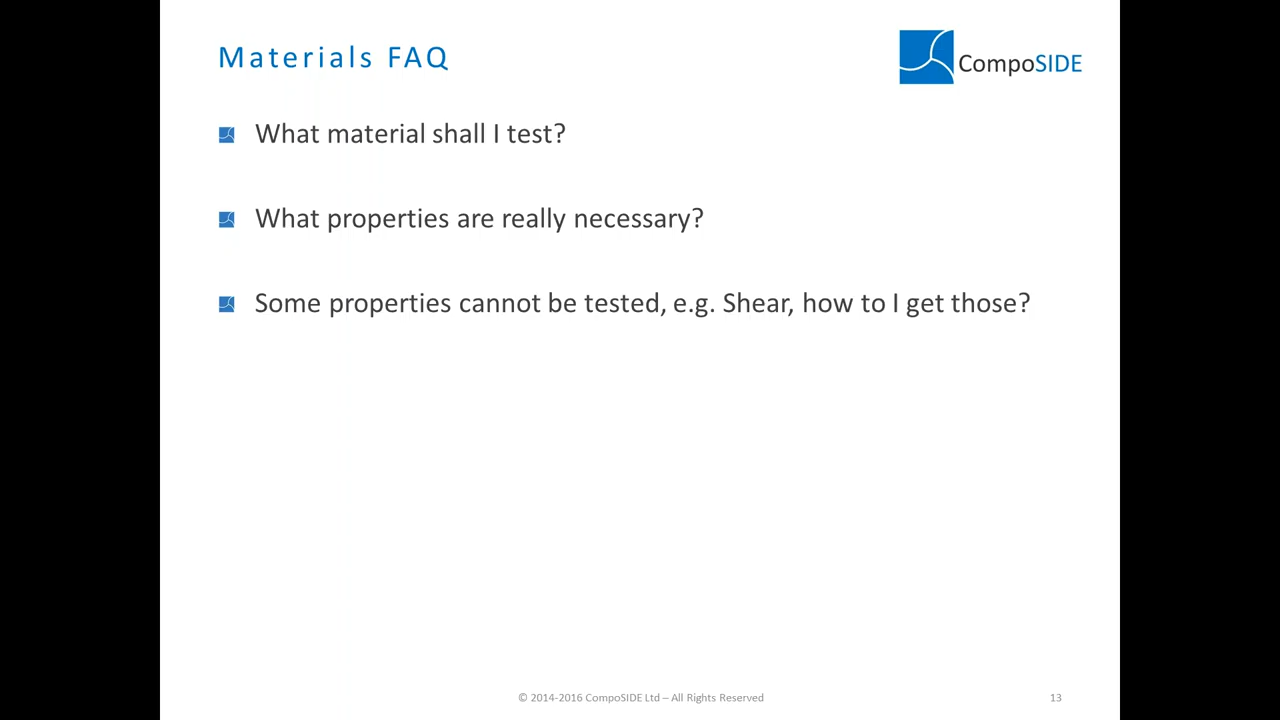 Materials FAQ
CompoSIDE
What material shall I test?
What properties are really necessary?
Some properties cannot be tested, e.g. Shear, how to I get those?
© 2014-2016 CompoSIDE Ltd – All Rights Reserved
13